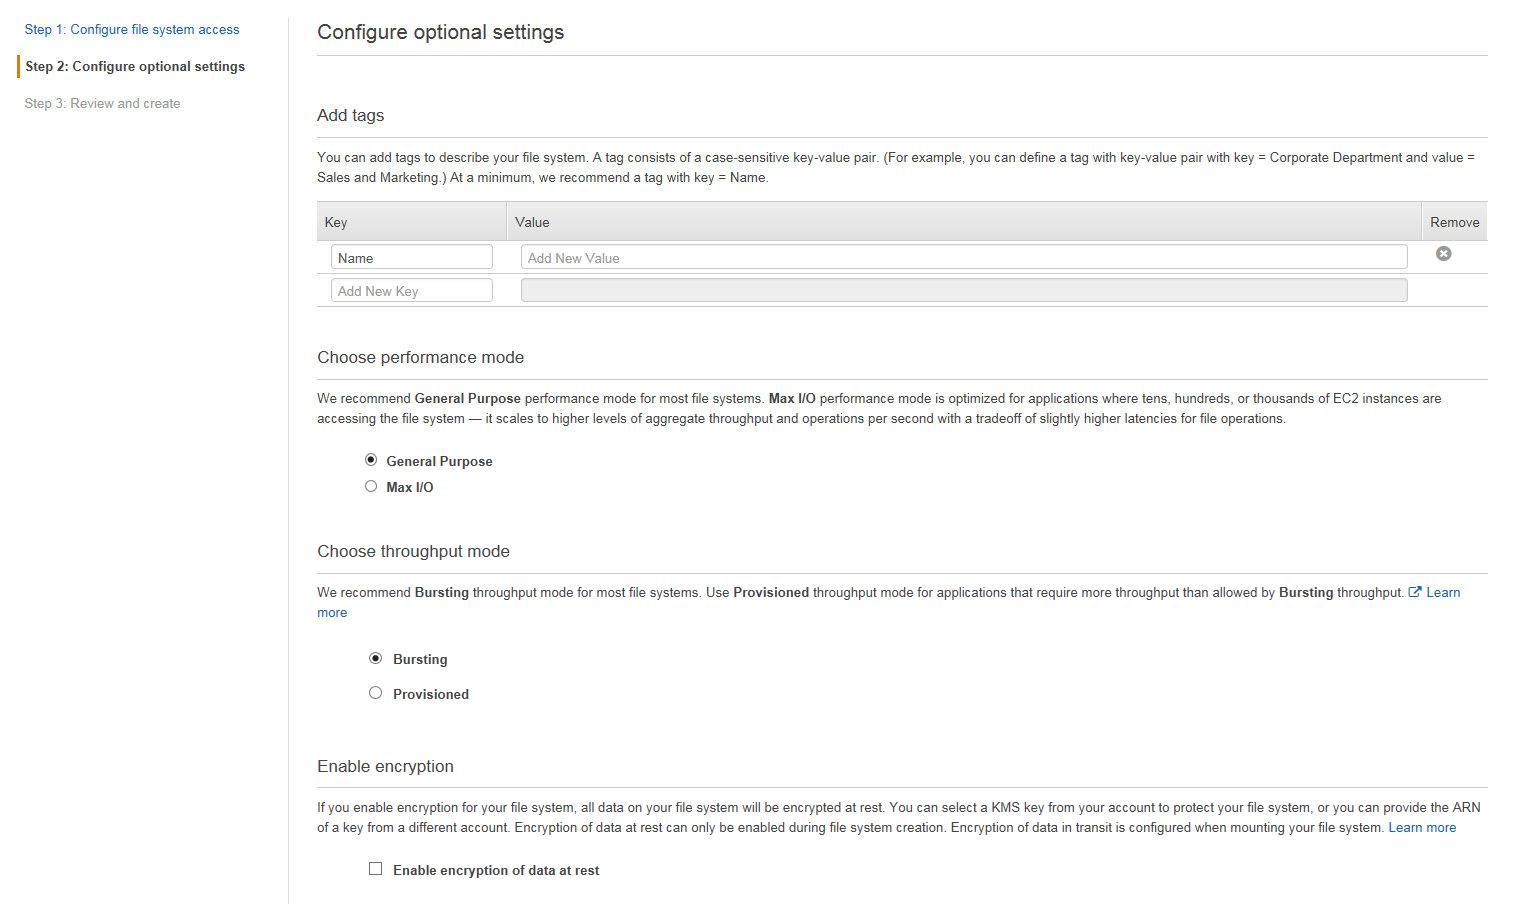 Step 1: Configure file system access
Step 2: Configure optional settings
Step 3: Review and create
Configure optional settings
Add tags
You can add tags to describe your file system. A tag consists of a case-sensitive key-value pair. (For example, you can define a tag with key-value pair with key = Corporate Department and value =
Sales and Marketing.) At a minimum, we recommend a tag with key = Name.
Key Value Remove
Name Add New Value
Add New Key
Choose performance mode
We recommend General Purpose performance mode for most file systems. Max I/O performance mode is optimized for applications where tens, hundreds, or thousands of EC2 instances are
accessing the file system — it scales to higher levels of aggregate throughput and operations per second with a tradeoff of slightly higher latencies for file operations.
General Purpose
Max I/O
Choose throughput mode
We recommend Bursting throughput mode for most file systems. Use Provisioned throughput mode for applications that require more throughput than allowed by Bursting throughput. Learn
more
Bursting
Provisioned
Enable encryption
If you enable encryption for your file system, all data on your file system will be encrypted at rest. You can select a KMS key from your account to protect your file system, or you can provide the ARN
of a key from a different account. Encryption of data at rest can only be enabled during file system creation. Encryption of data in transit is configured when mounting your file system. Learn more
Enable encryption of data at rest